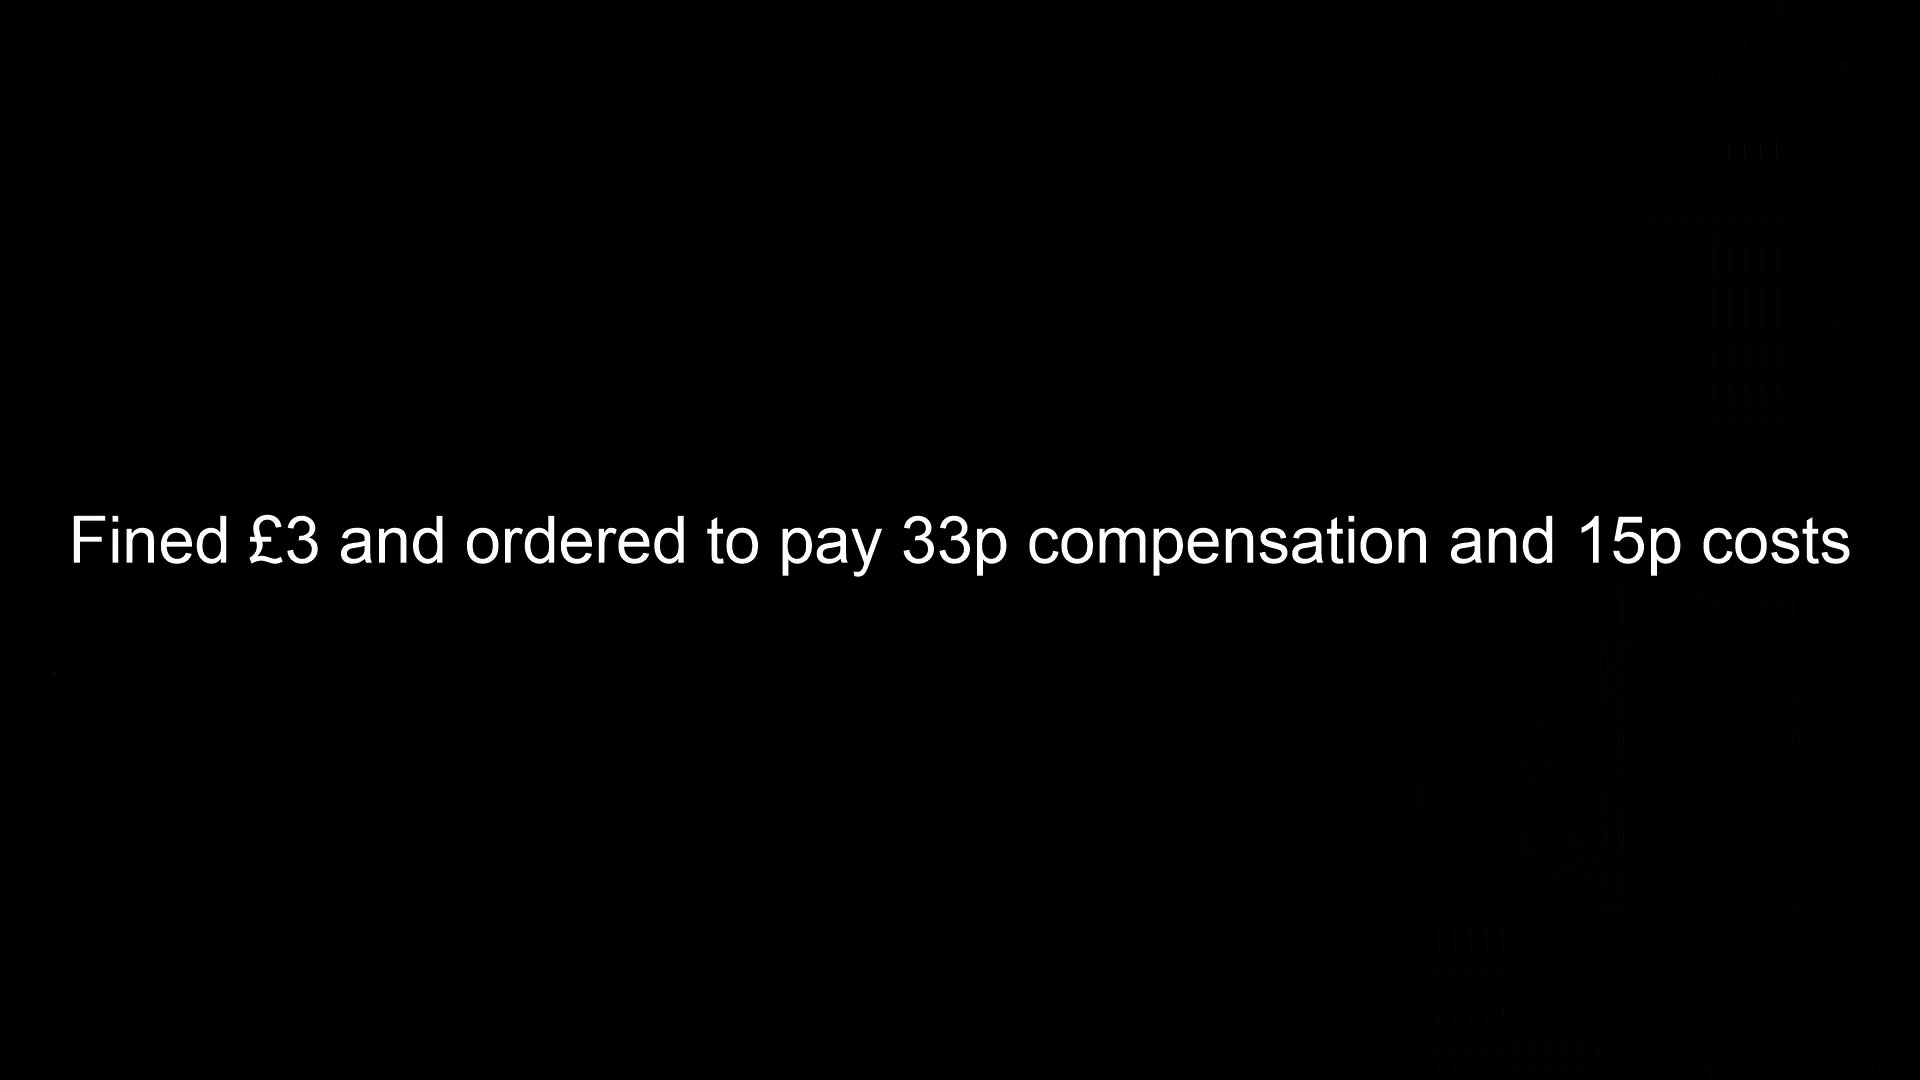 Fined £3 and ordered to pay 33p compensation and 15p costs